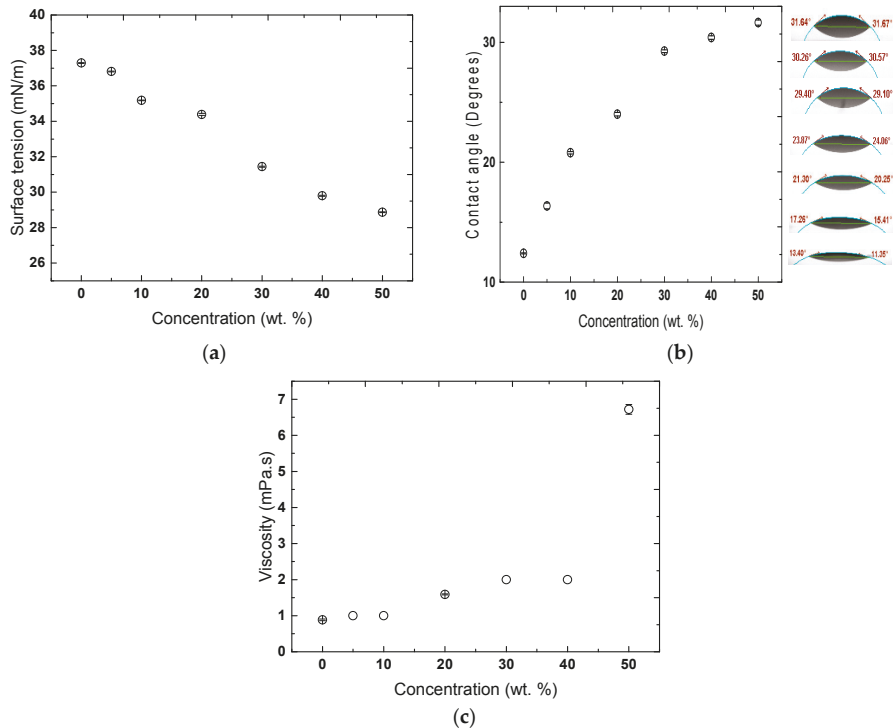 38
36
34
32
30
28
26
Surface tension (mN/m)
0 10 20 30 40 50
Concentration (wt. %)
(a)
30
20
10
Contact angle (Degrees)
0 10 20 30 40 50
Concentration (wt. %)
(b)
31.64° 31.67°
30.26° 30.57°
29.40° 29.10°
23.87° 24.06°
21.30° 20.25°
17.26° 15.41°
13.40° 11.35°
7
6
5
4
3
2
1
0
Viscosity (mPa.s)
0 10 20 30 40 50
Concentration (wt. %)
(c)